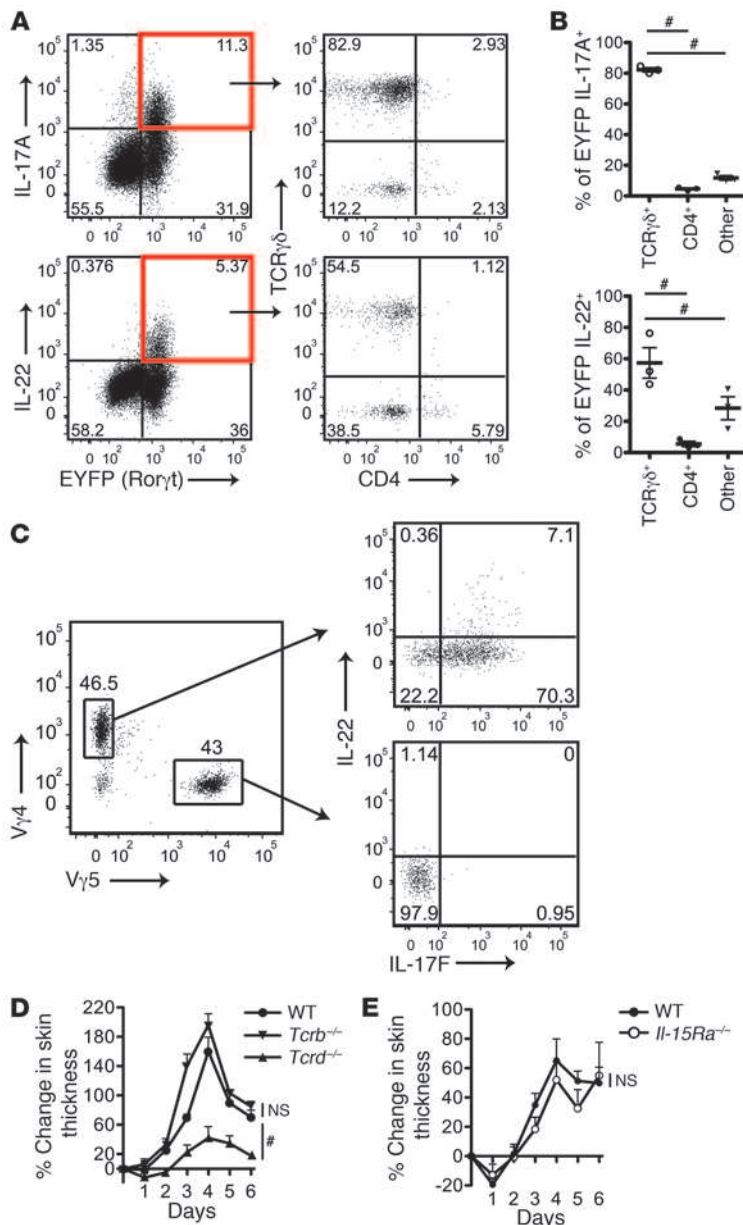 A
1.35 11.3
10⁵
10⁴
10³
10²
0
IL-17A
55.5 31.9
0 10² 10³ 10⁴ 10⁵
82.9 2.93
10⁵
10⁴
10³
10²
0
TCRγδ
12.2 2.13
0 10² 10³ 10⁴ 10⁵
0.376 5.37
10⁵
10⁴
10³
10²
0
IL-22
58.2 36
0 10² 10³ 10⁴ 10⁵
EYFP (Rorγt)
54.5 1.12
10⁵
10⁴
10³
10²
0
38.5 5.79
0 10² 10³ 10⁴ 10⁵
CD4
B
#
#
% of EYFP IL-17A⁺
80
60
40
20
0
TCRγδ⁺
CD4⁺
Other
#
#
% of EYFP IL-22⁺
100
80
60
40
20
0
TCRγδ⁺
CD4⁺
Other
C
10⁵
10⁴
10³
10²
0
46.5
43
Vγ4
0 10² 10³ 10⁴ 10⁵
Vγ5
0.36 7.1
10⁵
10⁴
10³
0
22.2 70.3
0 10² 10³ 10⁴ 10⁵
IL-22
1.14 0
10⁵
10⁴
10³
0
97.9 0.95
0 10² 10³ 10⁴ 10⁵
IL-17F
D
% Change in skin
thickness
220
180
140
100
60
20
0
1 2 3 4 5 6
Days
WT
Tcrb⁻/⁻
Tcrd⁻/⁻
NS
#
E
% Change in skin
thickness
100
80
60
40
20
0
-20
1 2 3 4 5 6
Days
WT
Il-15Ra⁻/⁻
NS